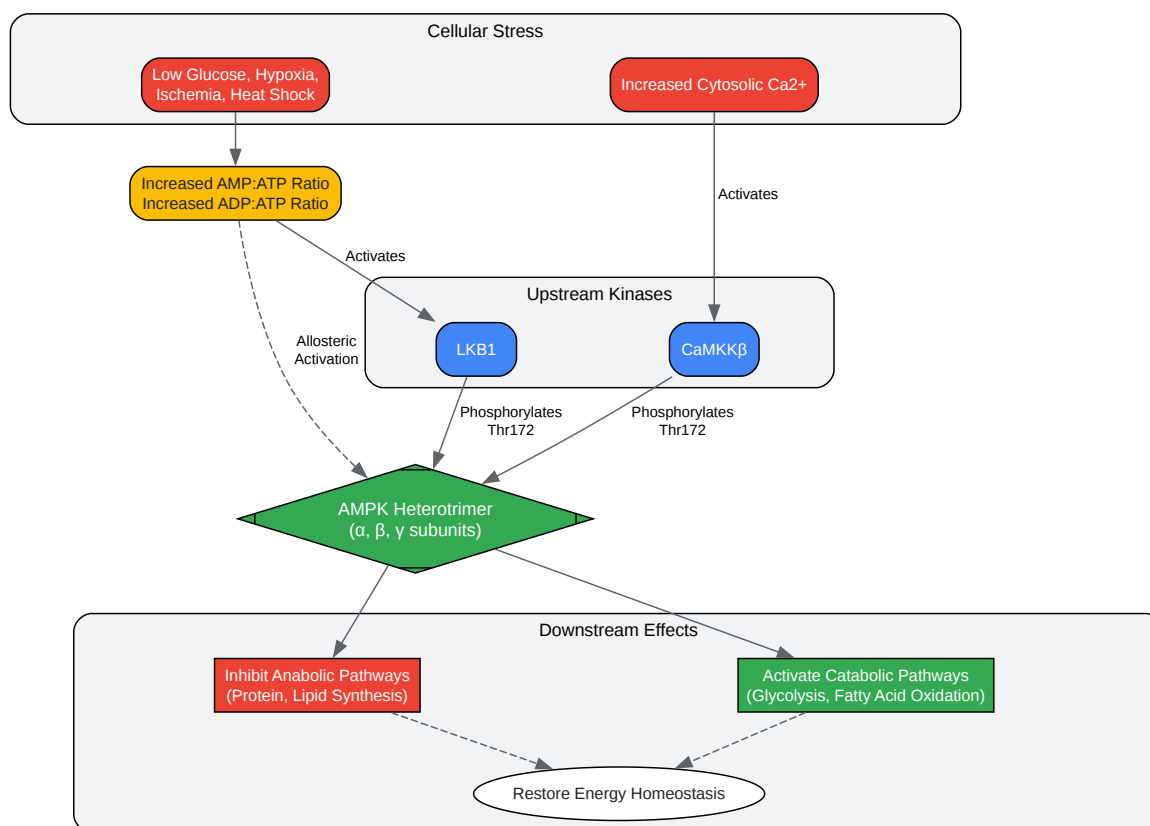 Cellular Stress
Low Glucose, Hypoxia,
Ischemia, Heat Shock
Increased Cytosolic Ca2+
Increased AMP:ATP Ratio
Increased ADP:ATP Ratio
Activates
Activates
Upstream Kinases
Allosteric
Activation
LKB1
CaMKKβ
Phosphorylates
Thr172
Phosphorylates
Thr172
AMPK Heterotrimer
(α, β, γ subunits)
Downstream Effects
Inhibit Anabolic Pathways
(Protein, Lipid Synthesis)
Activate Catabolic Pathways
(Glycolysis, Fatty Acid Oxidation)
Restore Energy Homeostasis